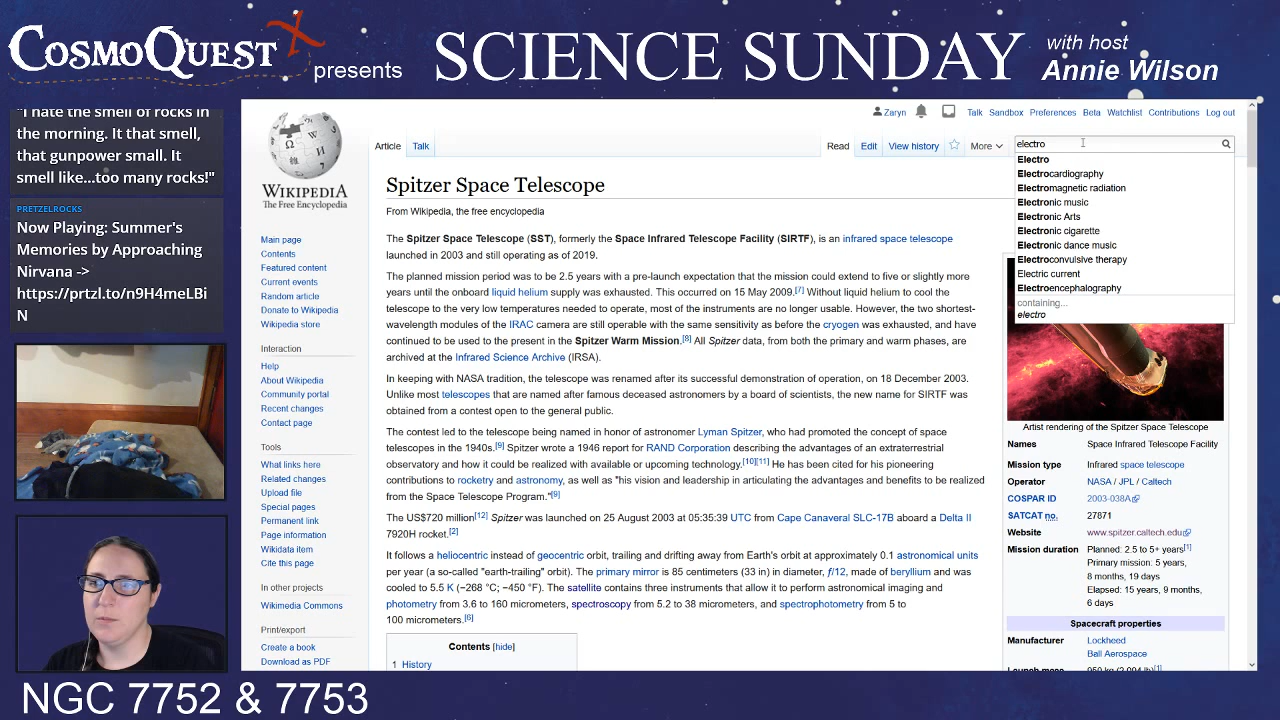 COSMOQUEST X
presents
SCIENCE SUNDAY
with host
Annie Wilson
"I hate the smell of rocks in
the morning. It that smell,
that gunpower small. It
smell like...too many rocks!"
PRETZELROCKS
Now Playing: Summer's
Memories by Approaching
Nirvana ->
https://prtzl.to/n9H4meLBi
N
WIKIPEDIA
The Free Encyclopedia
Main page
Contents
Featured content
Current events
Random article
Donate to Wikipedia
Wikipedia store
Interaction
Help
About Wikipedia
Community portal
Recent changes
Contact page
Tools
What links here
Related changes
Upload file
Special pages
Permanent link
Page information
Wikidata item
Cite this page
In other projects
Wikimedia Commons
Print/export
Create a book
Download as PDF
Zaryn Talk Sandbox Preferences Beta Watchlist Contributions Log out
Article Talk Read Edit View history More
electro
Electro
Electrocardiography
Electromagnetic radiation
Electronic music
Electronic Arts
Electronic cigarette
Electronic dance music
Electroconvulsive therapy
Electric current
Electroencephalography
containing...
electro
Spitzer Space Telescope
From Wikipedia, the free encyclopedia
The Spitzer Space Telescope (SST), formerly the Space Infrared Telescope Facility (SIRTF), is an infrared space telescope
launched in 2003 and still operating as of 2019.
The planned mission period was to be 2.5 years with a pre-launch expectation that the mission could extend to five or slightly more
years until the onboard liquid helium supply was exhausted. This occurred on 15 May 2009.[7] Without liquid helium to cool the
telescope to the very low temperatures needed to operate, most of the instruments are no longer usable. However, the two shortest-
wavelength modules of the IRAC camera are still operable with the same sensitivity as before the cryogen was exhausted, and have
continued to be used to the present in the Spitzer Warm Mission.[8] All Spitzer data, from both the primary and warm phases, are
archived at the Infrared Science Archive (IRSA).
In keeping with NASA tradition, the telescope was renamed after its successful demonstration of operation, on 18 December 2003.
Unlike most telescopes that are named after famous deceased astronomers by a board of scientists, the new name for SIRTF was
obtained from a contest open to the general public.
The contest led to the telescope being named in honor of astronomer Lyman Spitzer, who had promoted the concept of space
telescopes in the 1940s.[9] Spitzer wrote a 1946 report for RAND Corporation describing the advantages of an extraterrestrial
observatory and how it could be realized with available or upcoming technology.[10][11] He has been cited for his pioneering
contributions to rocketry and astronomy, as well as "his vision and leadership in articulating the advantages and benefits to be realized
from the Space Telescope Program."[9]
The US$720 million[12] Spitzer was launched on 25 August 2003 at 05:35:39 UTC from Cape Canaveral SLC-17B aboard a Delta II
7920H rocket.[2]
It follows a heliocentric instead of geocentric orbit, trailing and drifting away from Earth's orbit at approximately 0.1 astronomical units
per year (a so-called "earth-trailing" orbit). The primary mirror is 85 centimeters (33 in) in diameter, f/12, made of beryllium and was
cooled to 5.5 K (−268 °C; −450 °F). The satellite contains three instruments that allow it to perform astronomical imaging and
photometry from 3.6 to 160 micrometers, spectroscopy from 5.2 to 38 micrometers, and spectrophotometry from 5 to
100 micrometers.[6]
Contents [hide]
1 History
Artist rendering of the Spitzer Space Telescope
Names Space Infrared Telescope Facility
Mission type Infrared space telescope
Operator NASA / JPL / Caltech
COSPAR ID 2003-038A
SATCAT no. 27871
Website www.spitzer.caltech.edu
Mission duration Planned: 2.5 to 5+ years[1]
Primary mission: 5 years,
8 months, 19 days
Elapsed: 15 years, 9 months,
6 days
Spacecraft properties
Manufacturer Lockheed
Ball Aerospace
Launch mass 950 kg (2,094 lb)[1]
NGC 7752 & 7753